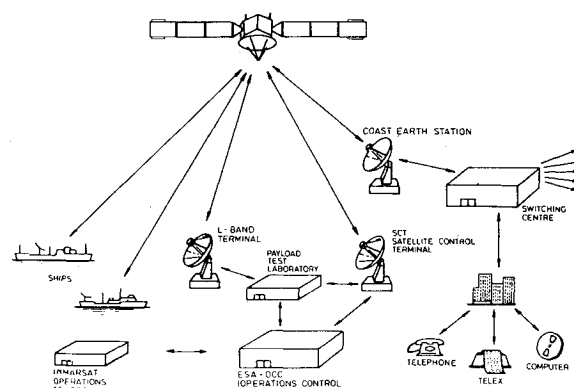 COAST EARTH STATION
SWITCHING
CENTRE
L-BAND
TERMINAL
PAYLOAD
TEST
LABORATORY
SCT
SATELLITE CONTROL
TERMINAL
SHIPS
TELEPHONE
TELEX
COMPUTER
INMARSAT
OPERATIONS
ESA-OCC
(OPERATIONS CONTROL